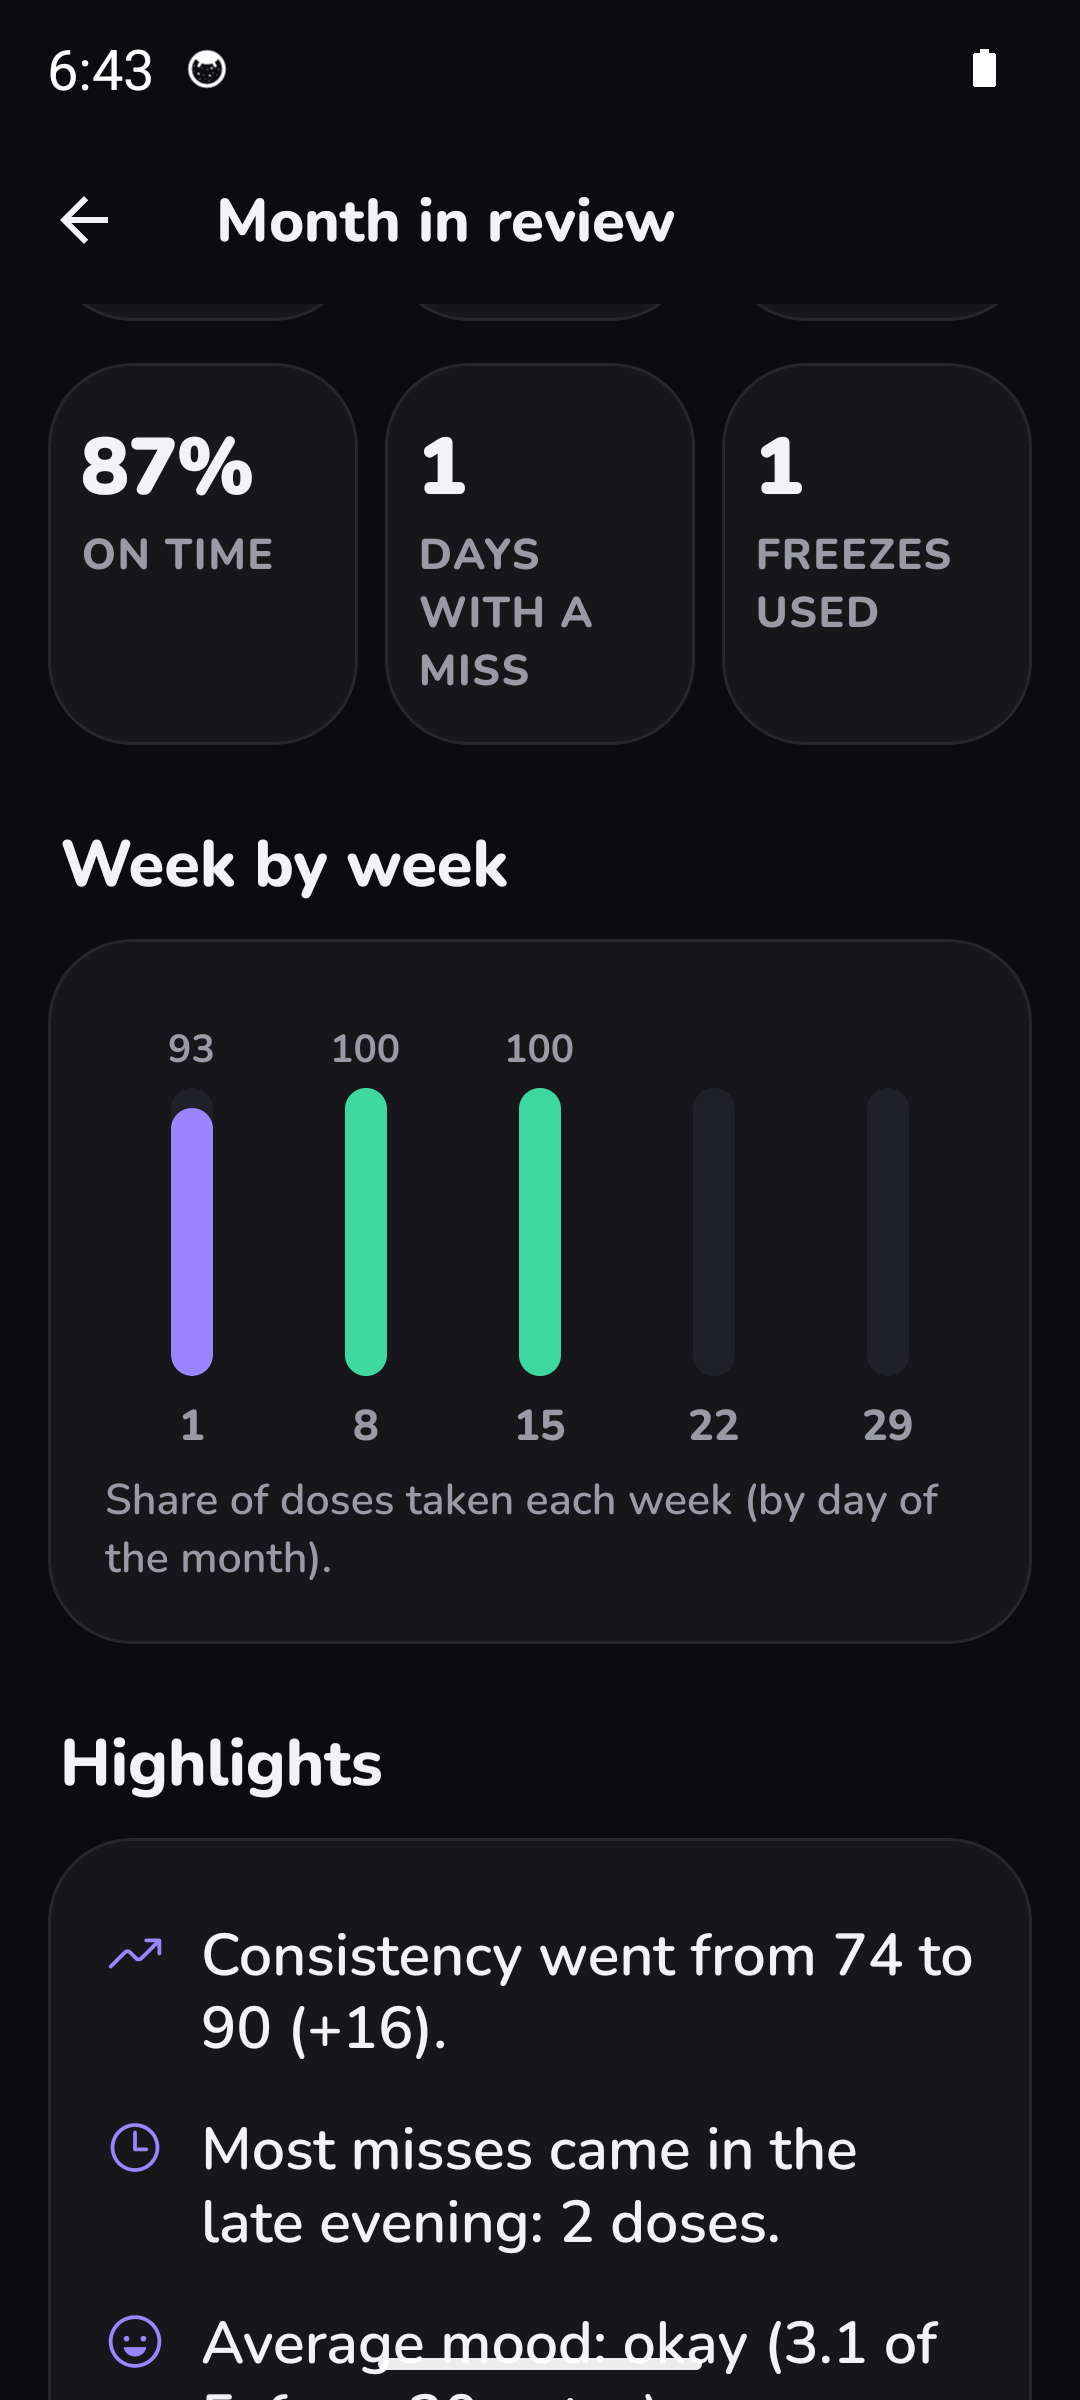 6:43
Month in review
87%
ON TIME
1
DAYS
WITH A
MISS
1
FREEZES
USED
Week by week
93 100 100
1 8 15 22 29
Share of doses taken each week (by day of
the month).
Highlights
Consistency went from 74 to
90 (+16).
Most misses came in the
late evening: 2 doses.
Average mood: okay (3.1 of